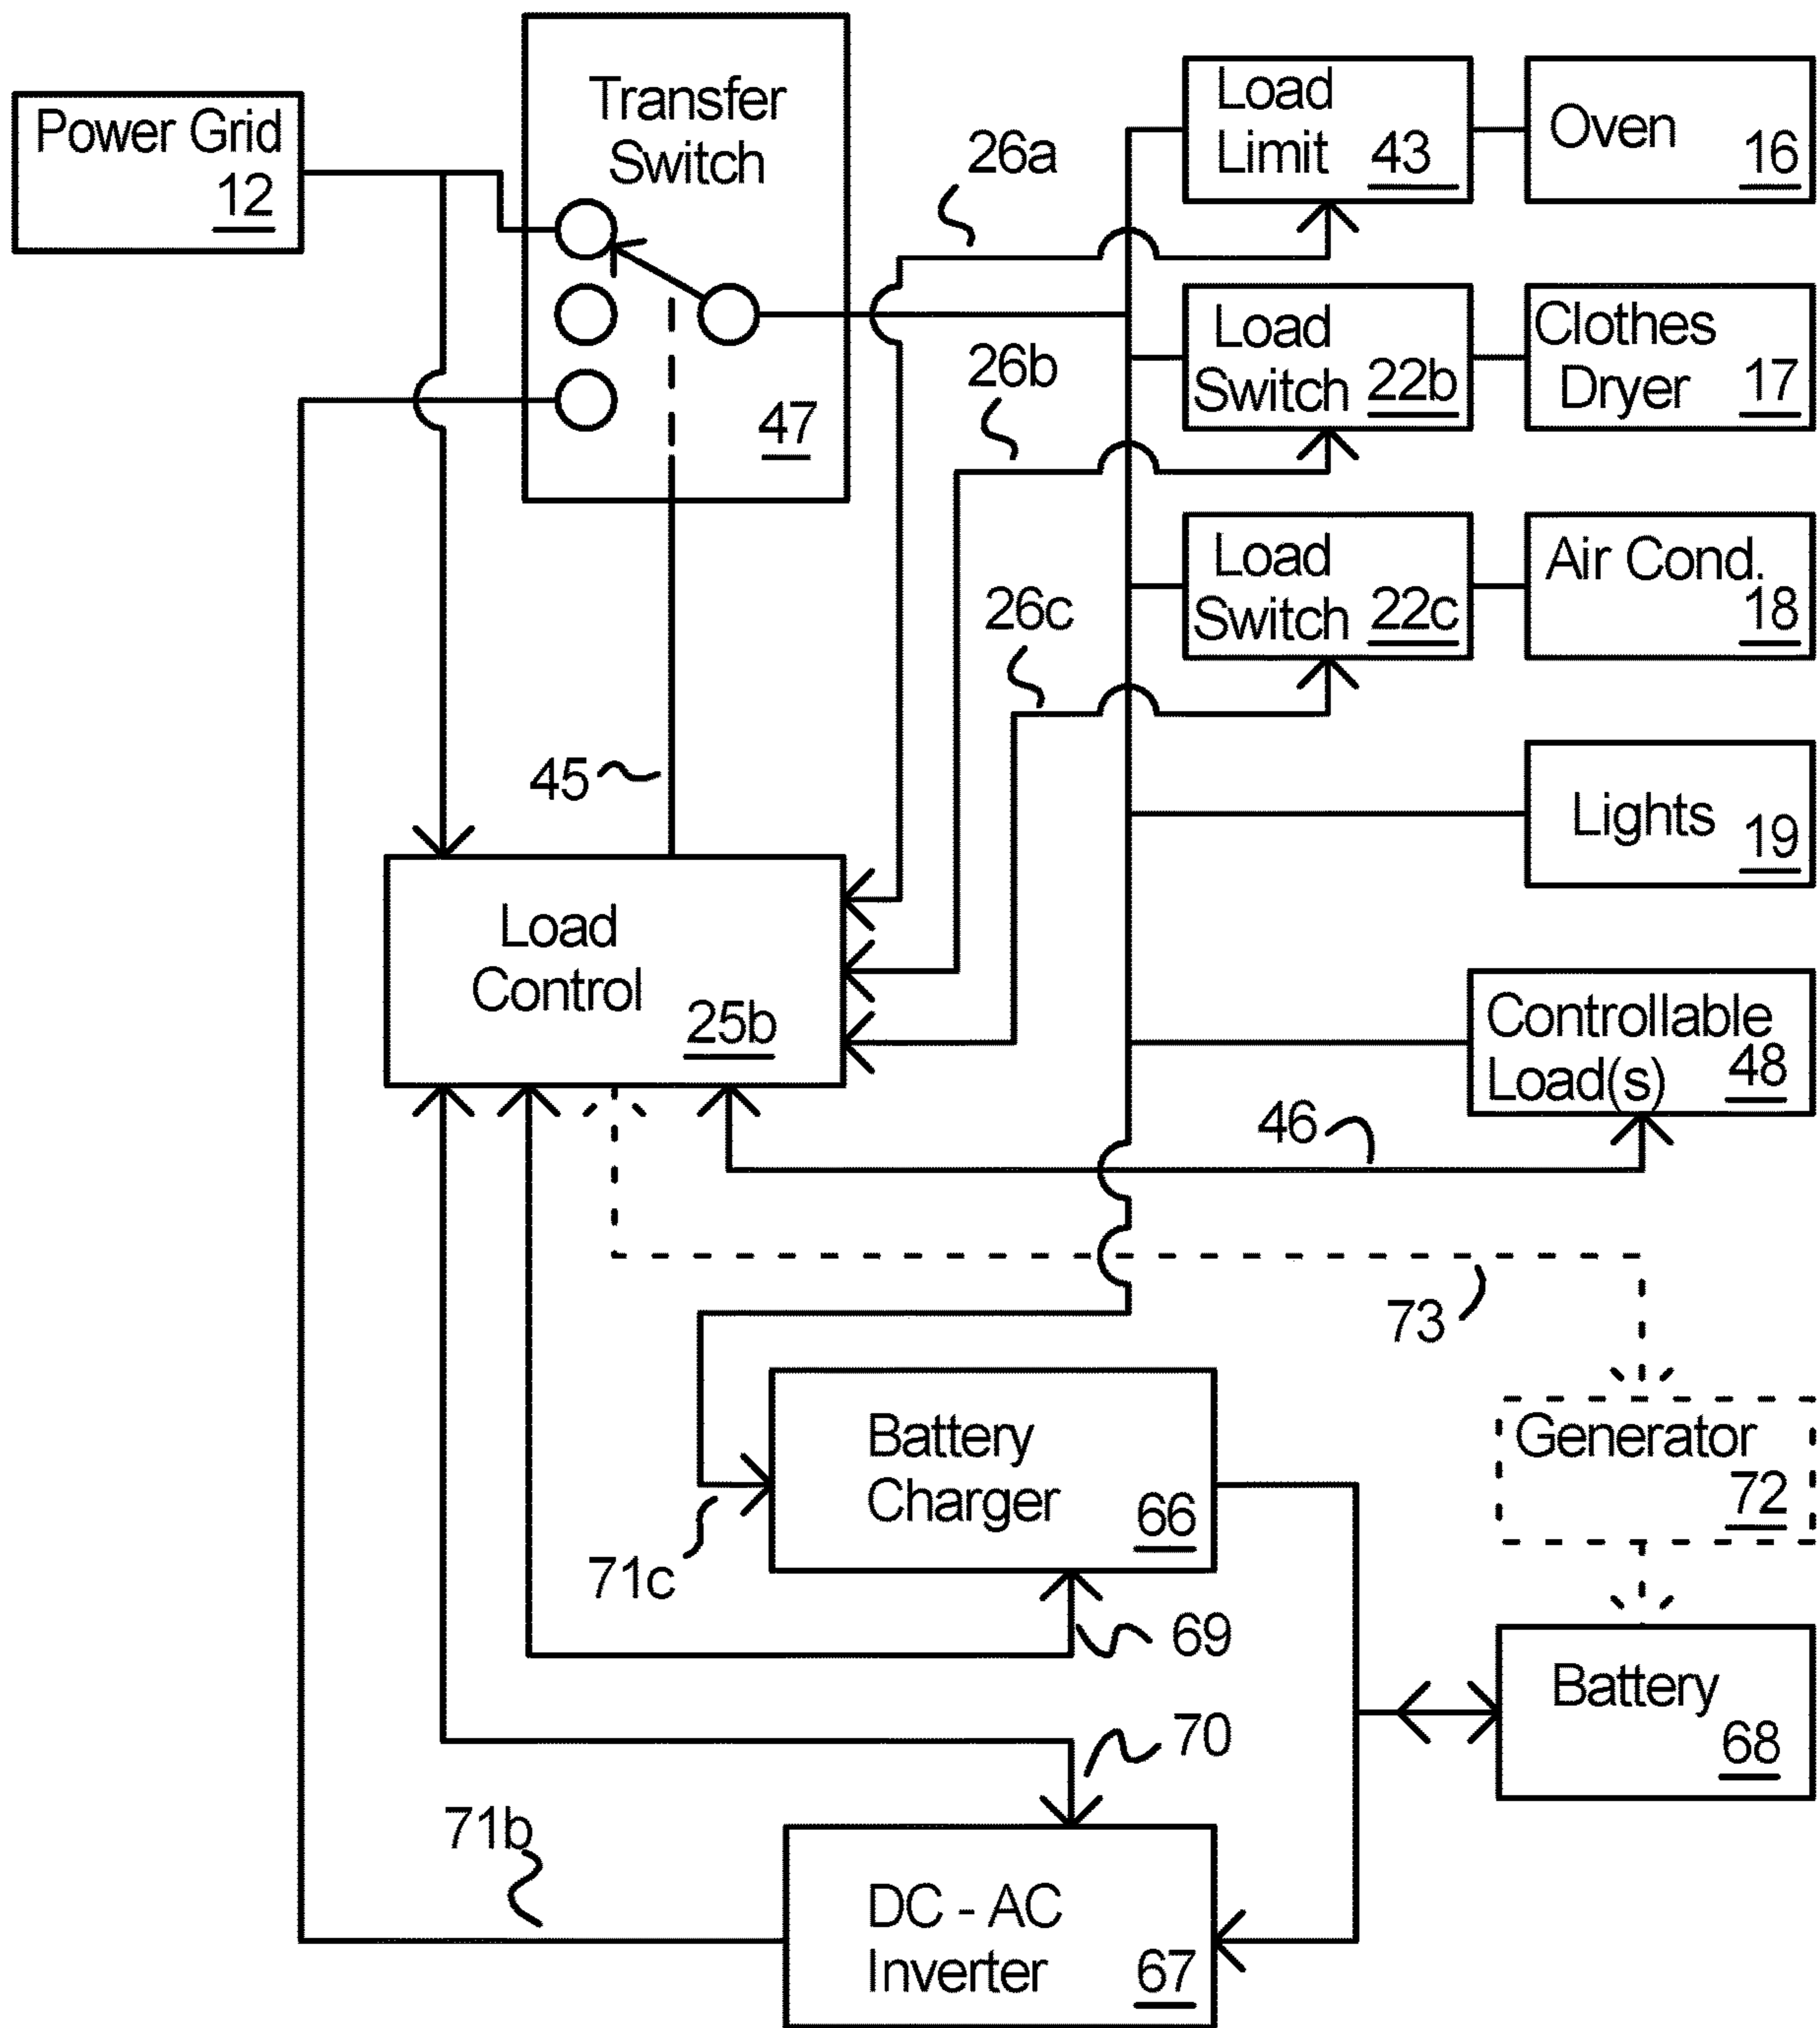 Power Grid
12
Transfer
Switch
47
Load
Limit 43
Oven 16
26a
Load
Switch 22b
Clothes
Dryer 17
26b
Load
Switch 22c
Air Cond.
18
26c
45
Lights 19
Load
Control 25b
Controllable
Load(s) 48
46
73
Battery
Charger 66
Generator
72
71c
69
Battery
68
70
71b
DC - AC
Inverter 67